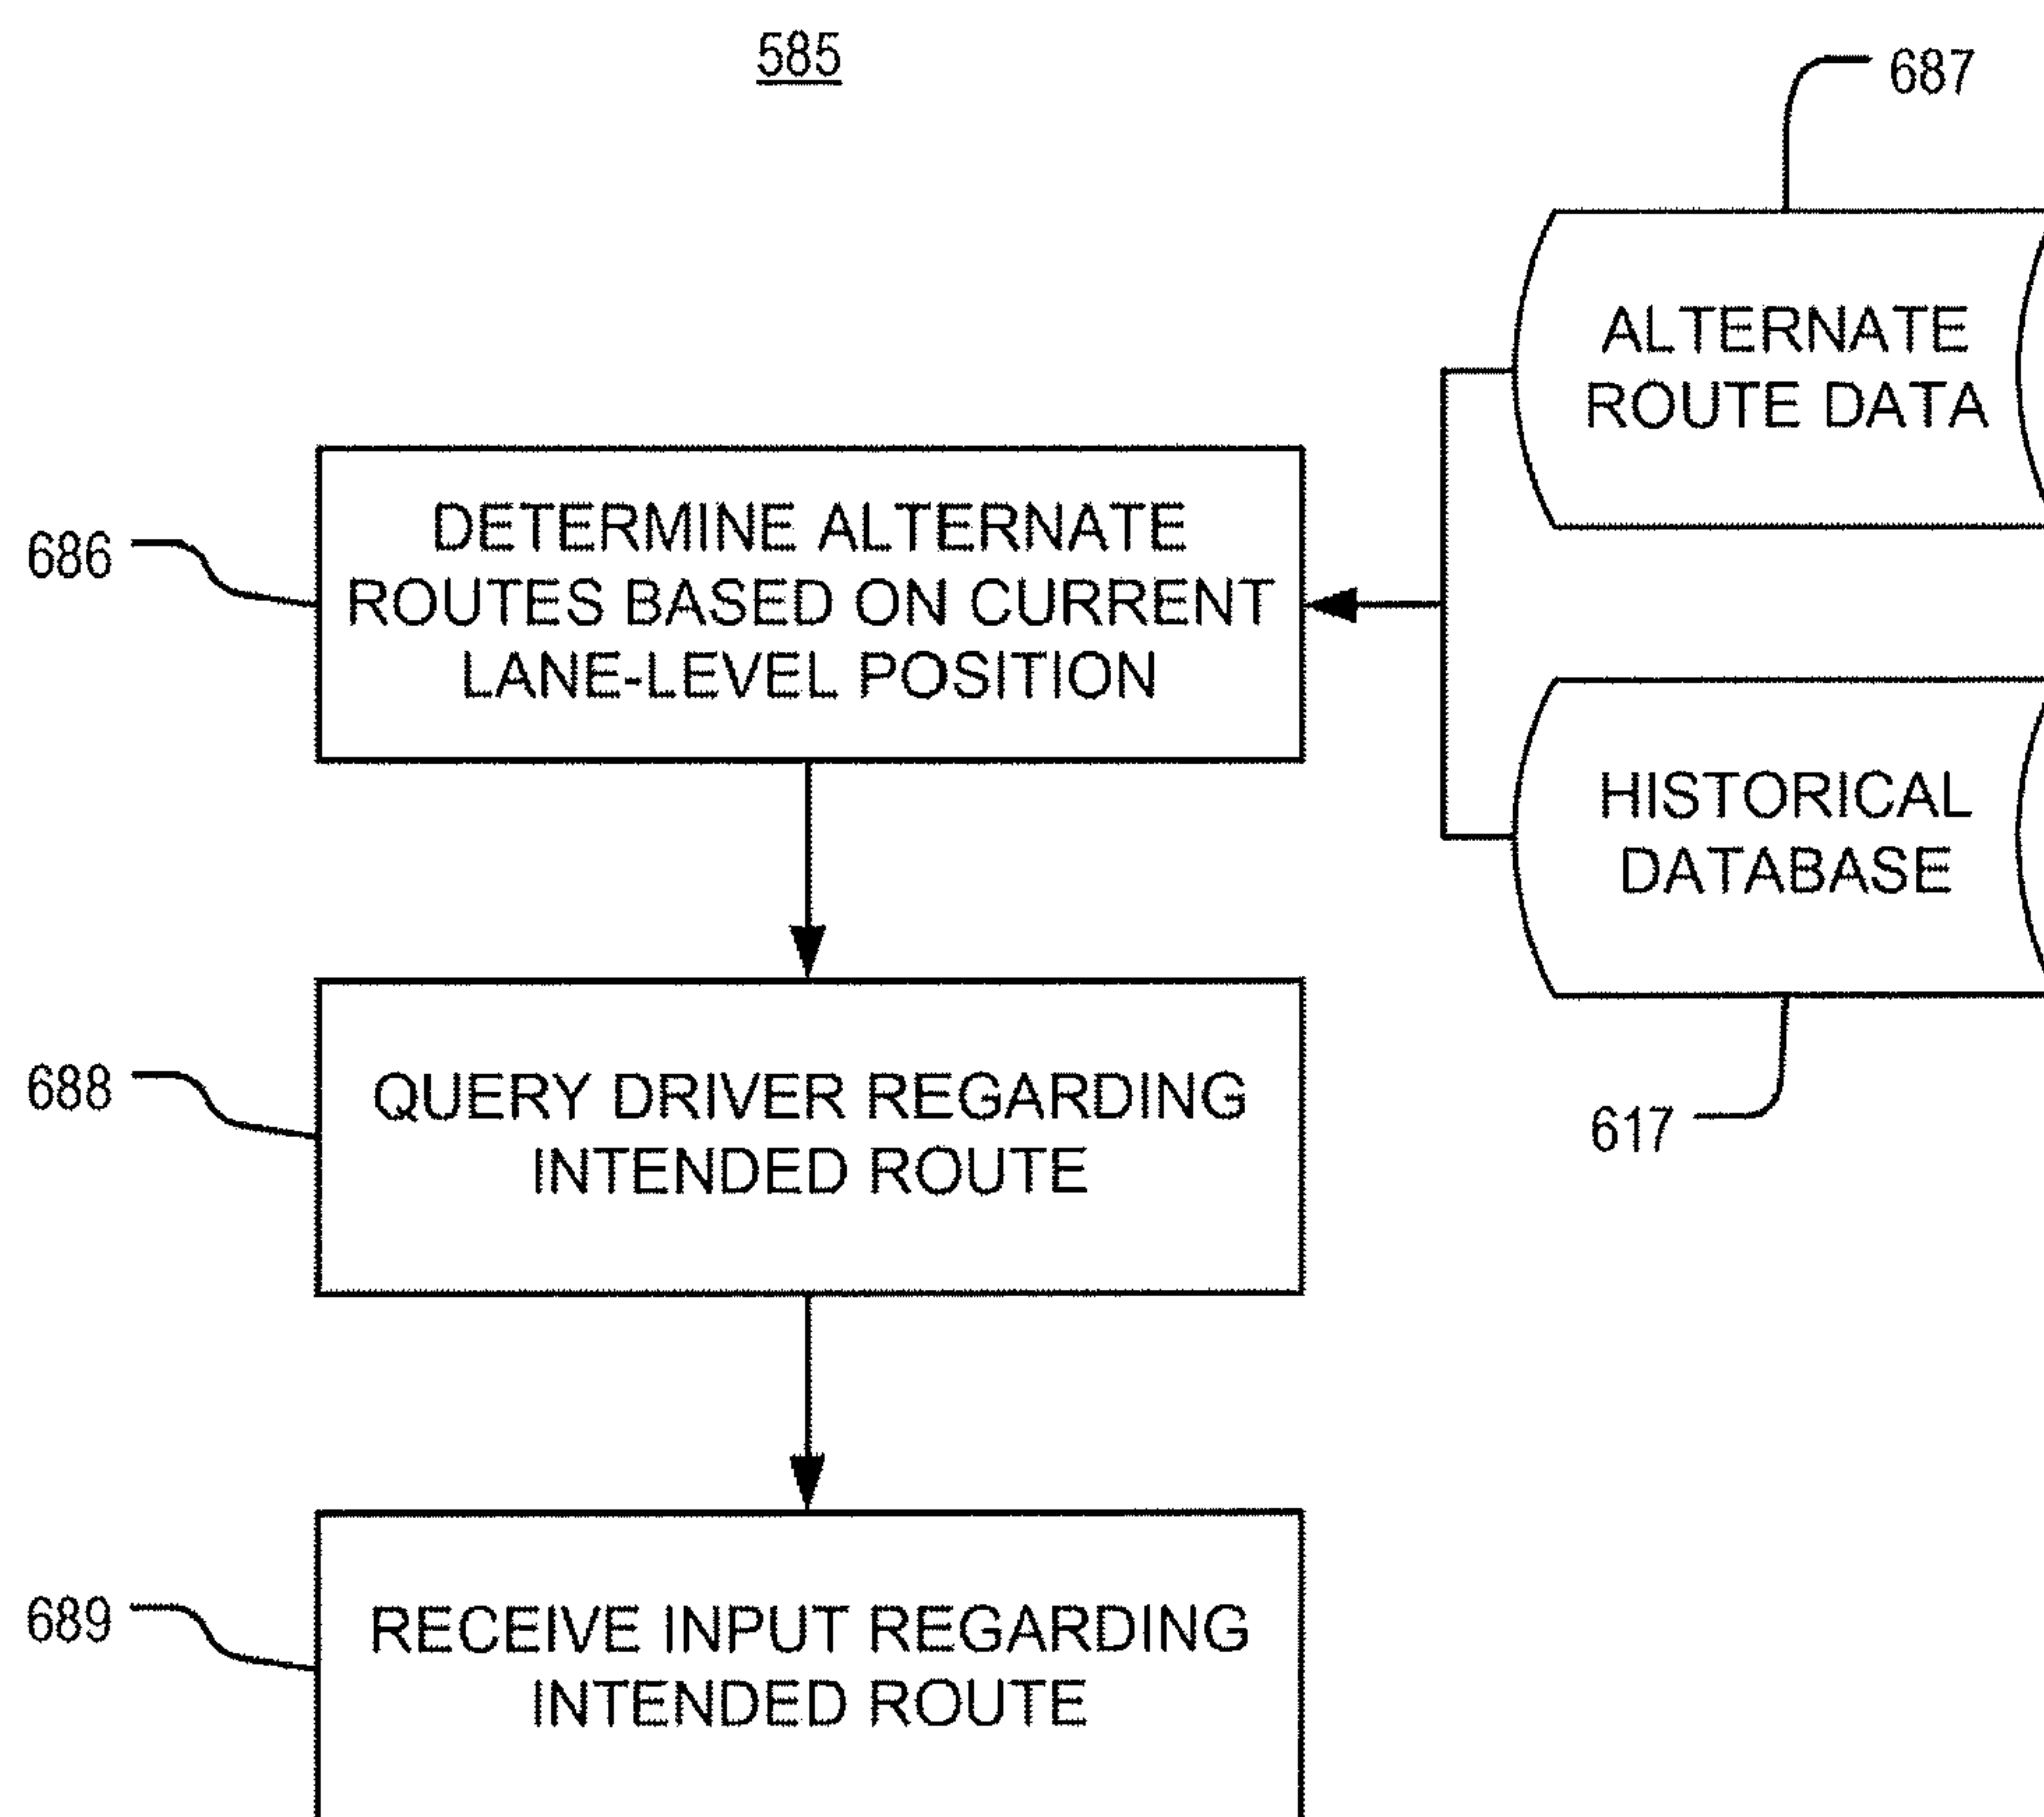 585
687
ALTERNATE
ROUTE DATA
686
DETERMINE ALTERNATE
ROUTES BASED ON CURRENT
LANE-LEVEL POSITION
HISTORICAL
DATABASE
617
688
QUERY DRIVER REGARDING
INTENDED ROUTE
689
RECEIVE INPUT REGARDING
INTENDED ROUTE